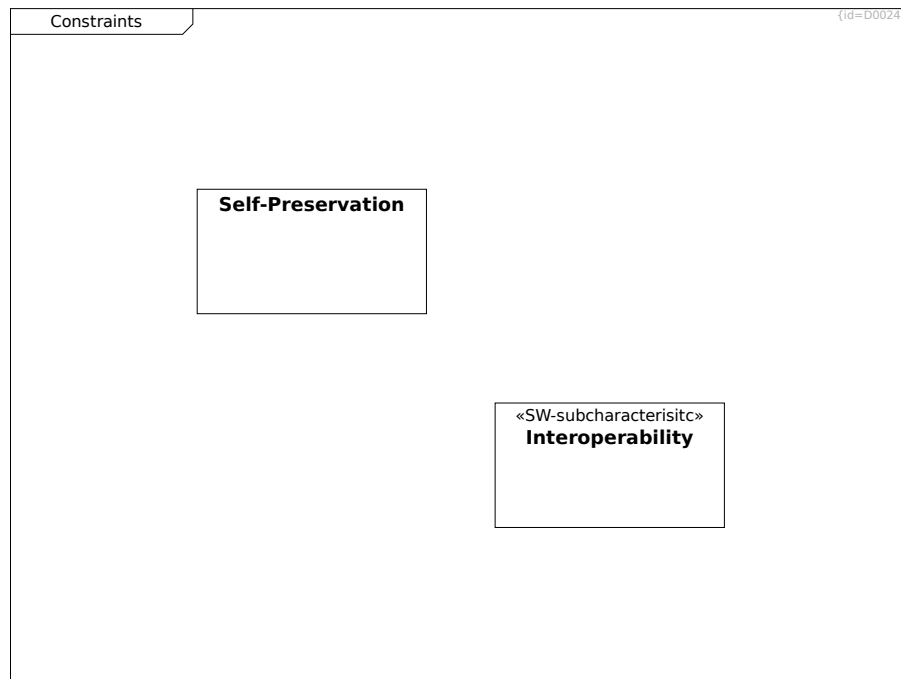 Constraints
{id=D0024
Self-Preservation
«SW-subcharacterisitc»
Interoperability